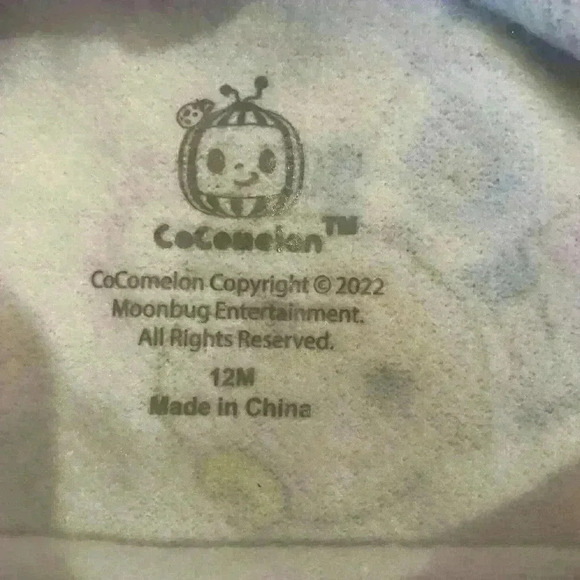 CoComelon™
CoComelon Copyright © 2022
Moonbug Entertainment.
All Rights Reserved.
12M
Made in China